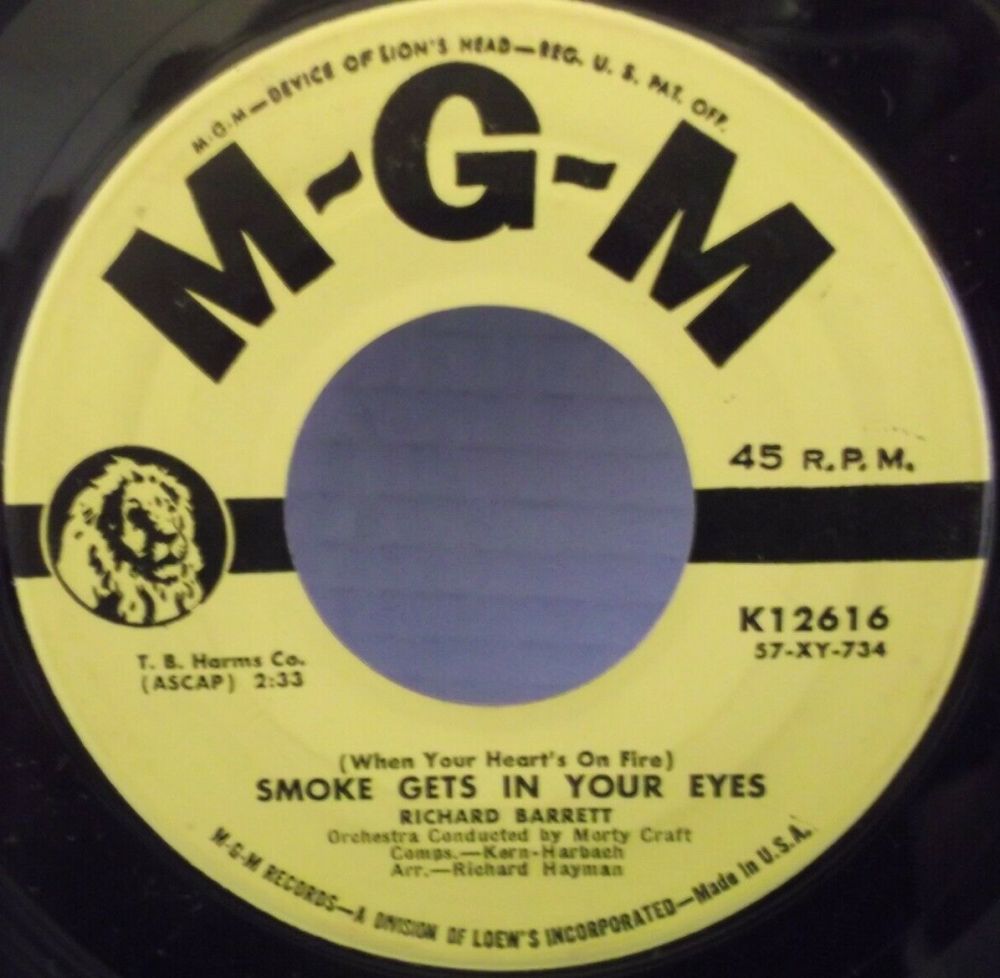 M-G-M—DEVICE OF LION'S HEAD—REG. U. S. PAT. OFF.
M-G-M
45 R.P.M.
K12616
57-XY-734
T. B. Harms Co.
(ASCAP) 2:33
(When Your Heart's On Fire)
SMOKE GETS IN YOUR EYES
RICHARD BARRETT
Orchestra Conducted by Morty Craft
Comps.—Kern-Harbach
Arr.—Richard Hayman
M-G-M RECORDS—A DIVISION OF LOEW'S INCORPORATED—Made in U.S.A.